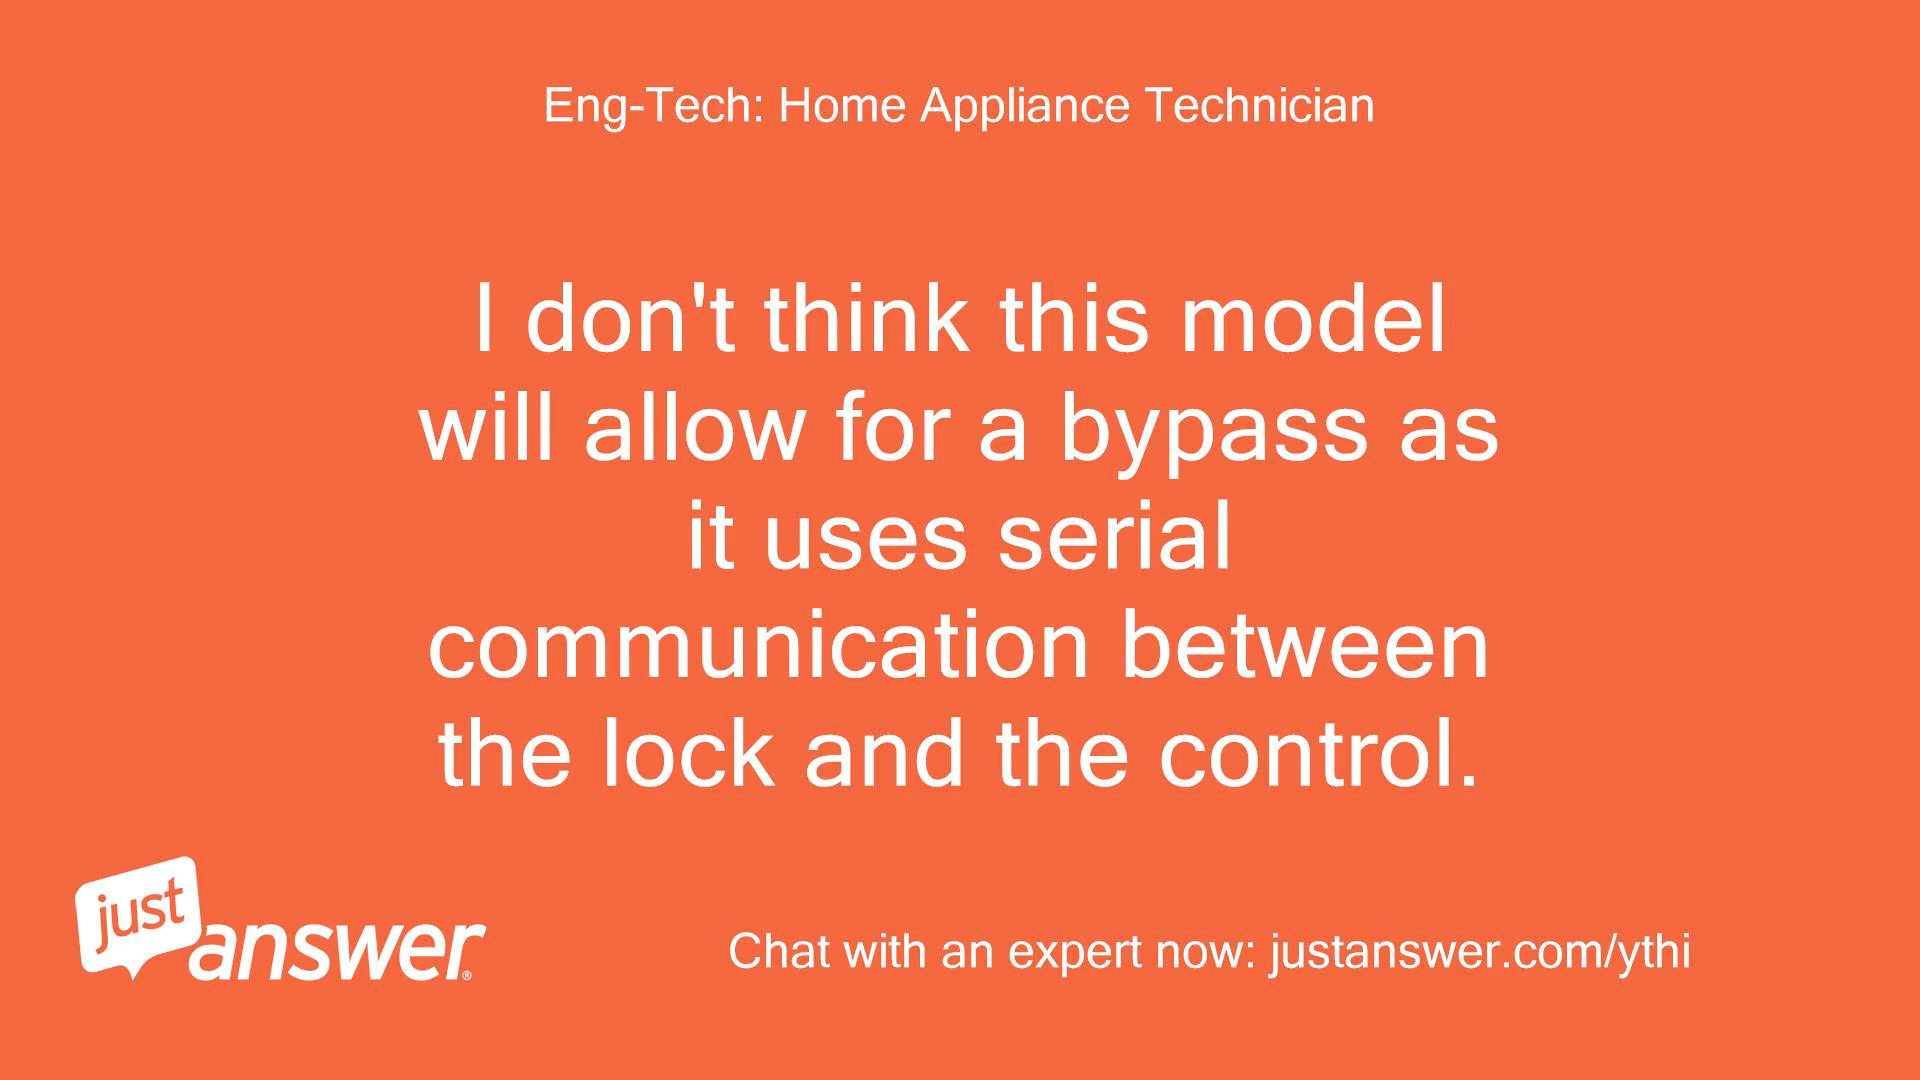 Eng-Tech: Home Appliance Technician
I don't think this model
will allow for a bypass as
it uses serial
communication between
the lock and the control.
just
answer®
Chat with an expert now: justanswer.com/ythi